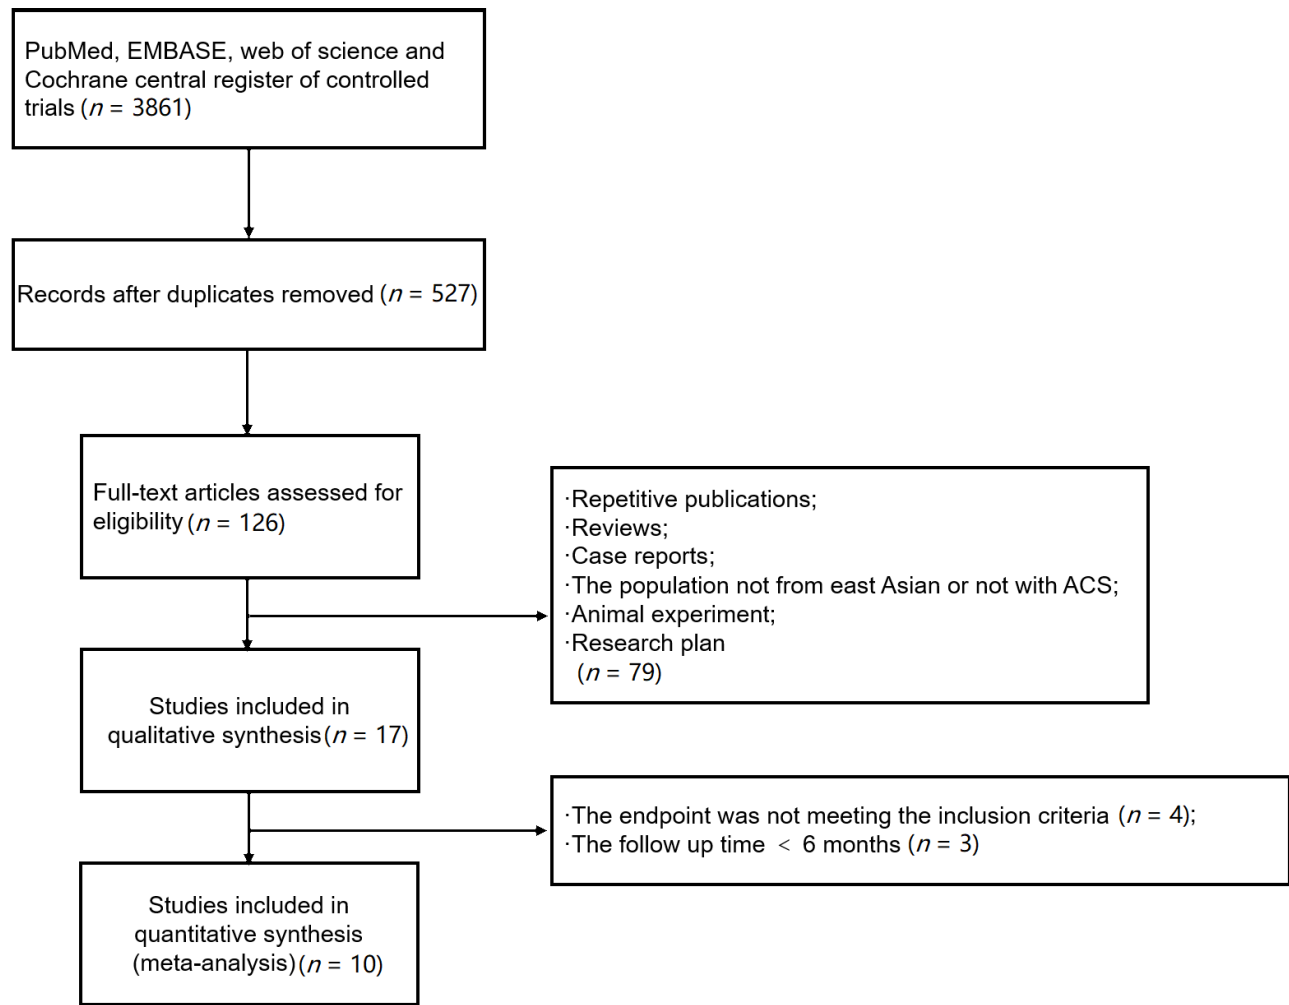 PubMed, EMBASE, web of science and
Cochrane central register of controlled
trials (n = 3861)
Records after duplicates removed (n = 527)
Full-text articles assessed for
eligibility (n = 126)
·Repetitive publications;
·Reviews;
·Case reports;
·The population not from east Asian or not with ACS;
·Animal experiment;
·Research plan
(n = 79)
Studies included in
qualitative synthesis (n = 17)
·The endpoint was not meeting the inclusion criteria (n = 4);
·The follow up time < 6 months (n = 3)
Studies included in
quantitative synthesis
(meta-analysis) (n = 10)